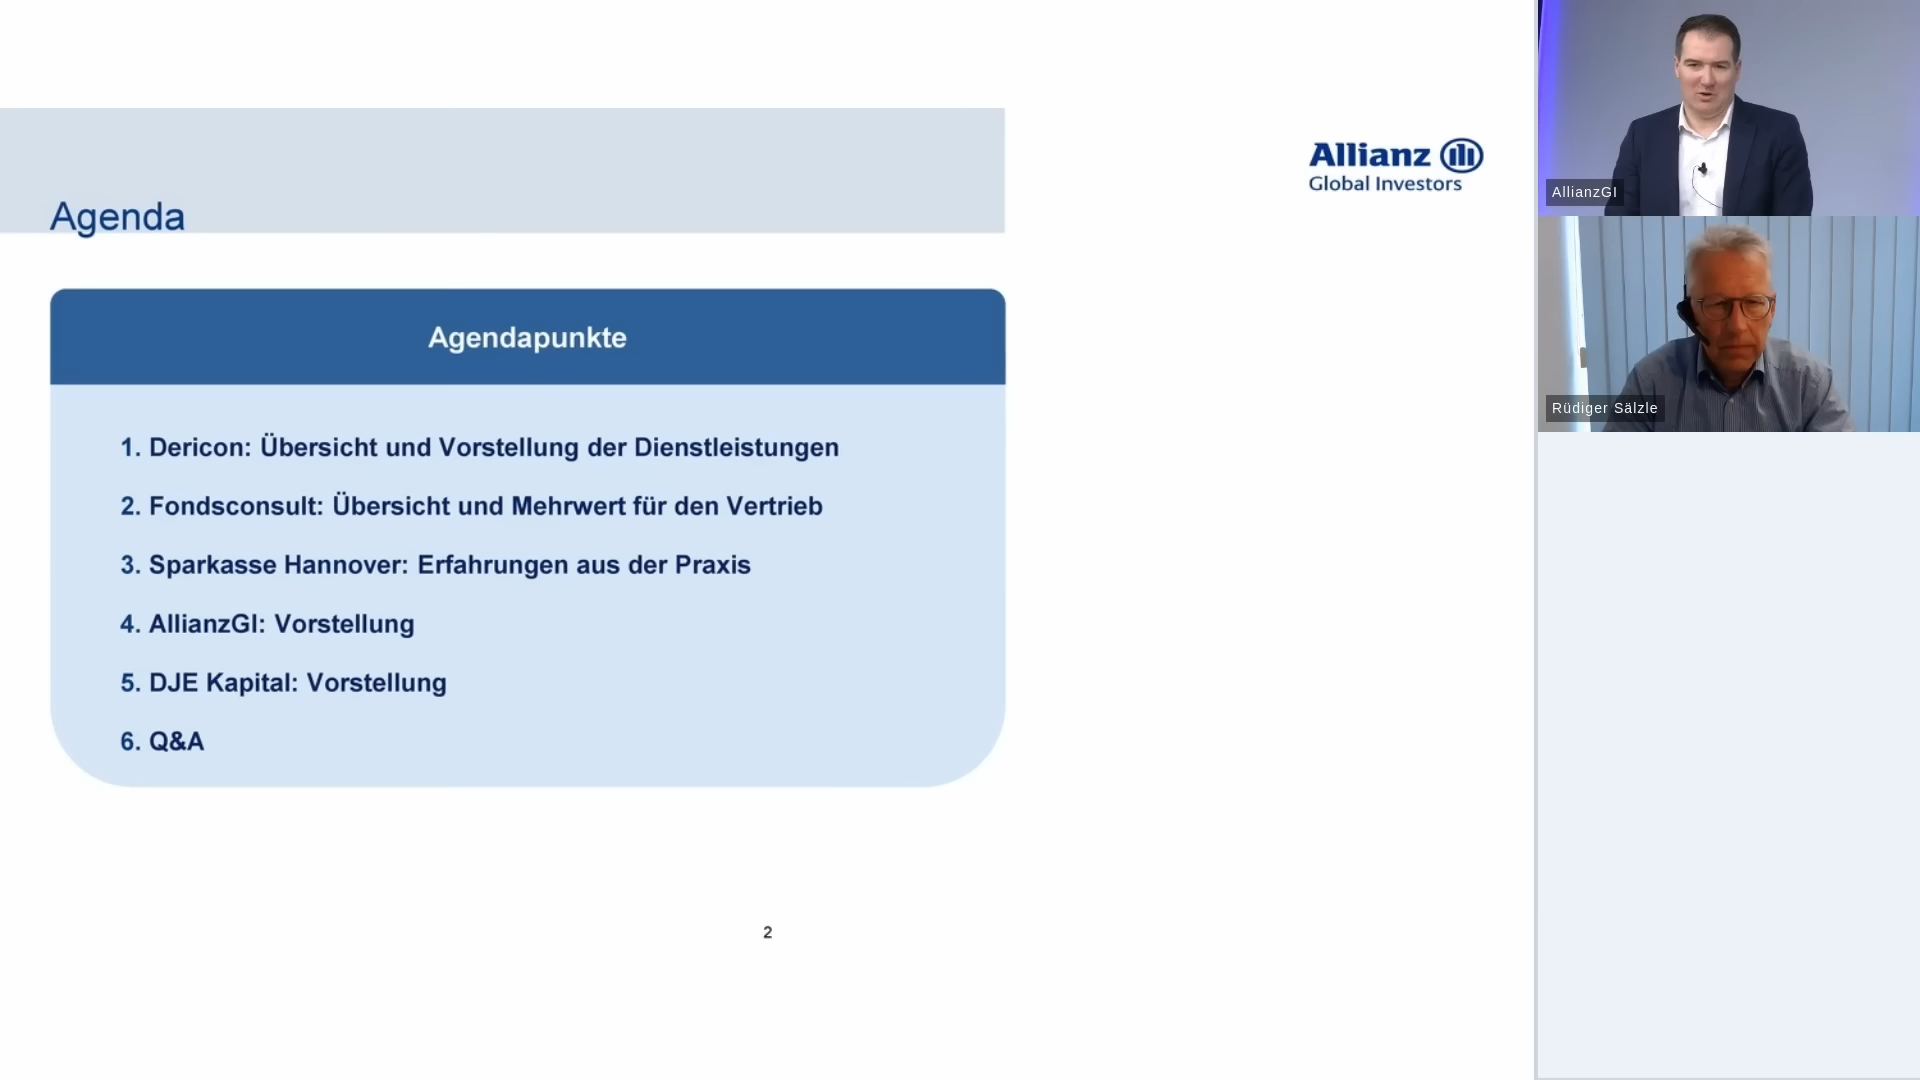 Agenda
Allianz
Global Investors
Agendapunkte
1. Dericon: Übersicht und Vorstellung der Dienstleistungen
2. Fondsconsult: Übersicht und Mehrwert für den Vertrieb
3. Sparkasse Hannover: Erfahrungen aus der Praxis
4. AllianzGI: Vorstellung
5. DJE Kapital: Vorstellung
6. Q&A
2
AllianzGI
Rüdiger Sälzle